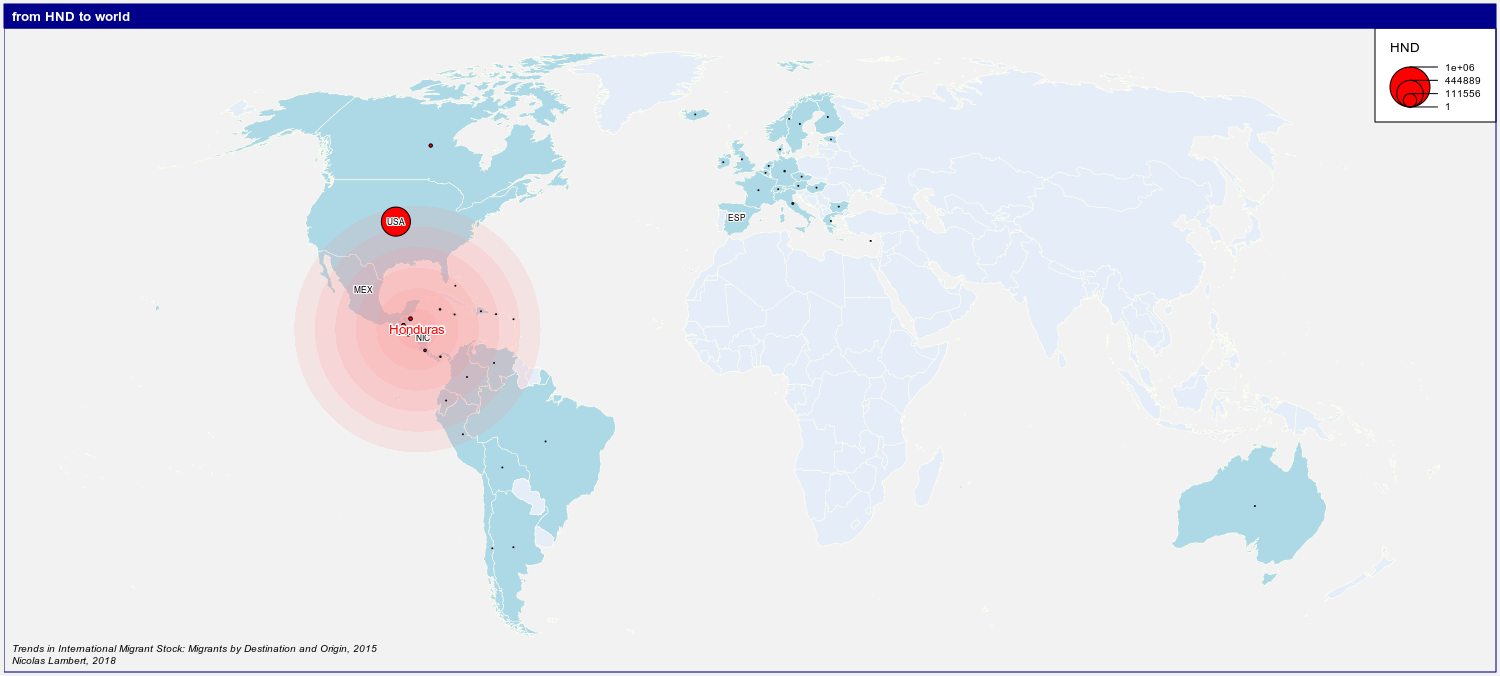 from HND to world
HND
1e+06
444889
111556
1
USA
ESP
MEX
Honduras
NIC
Trends in International Migrant Stock: Migrants by Destination and Origin, 2015
Nicolas Lambert, 2018